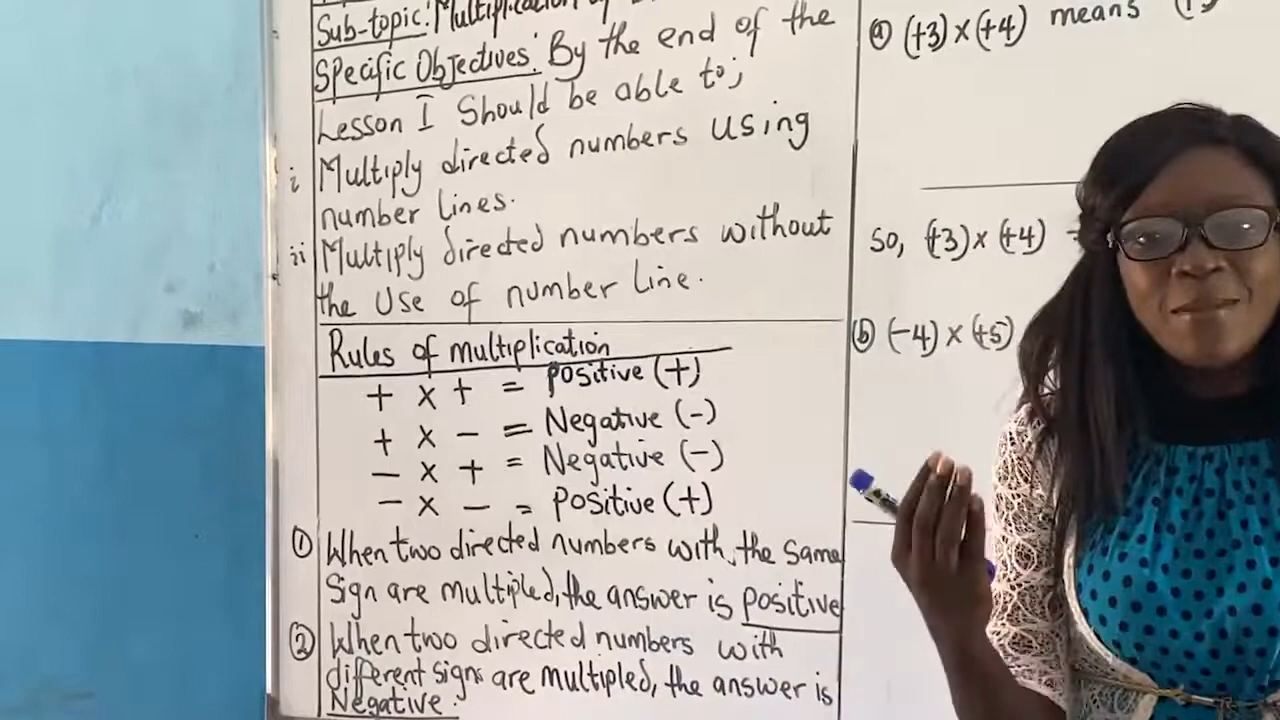 Sub-topic: Multiplication of
Specific Objectives: By the end of the
Lesson I Should be able to;
i Multiply directed numbers using
number lines.
ii Multiply directed numbers without
the Use of number Line.
Rules of multiplication
+ x + = positive (+)
+ x - = Negative (-)
- x + = Negative (-)
- x - = positive (+)
① When two directed numbers with the same
Sign are multipled, the answer is positive
② When two directed numbers with
different signs are multipled, the answer is
Negative.
ⓐ (+3) x (+4) means
So, (+3) x (+4)
ⓑ (-4) x (+5)